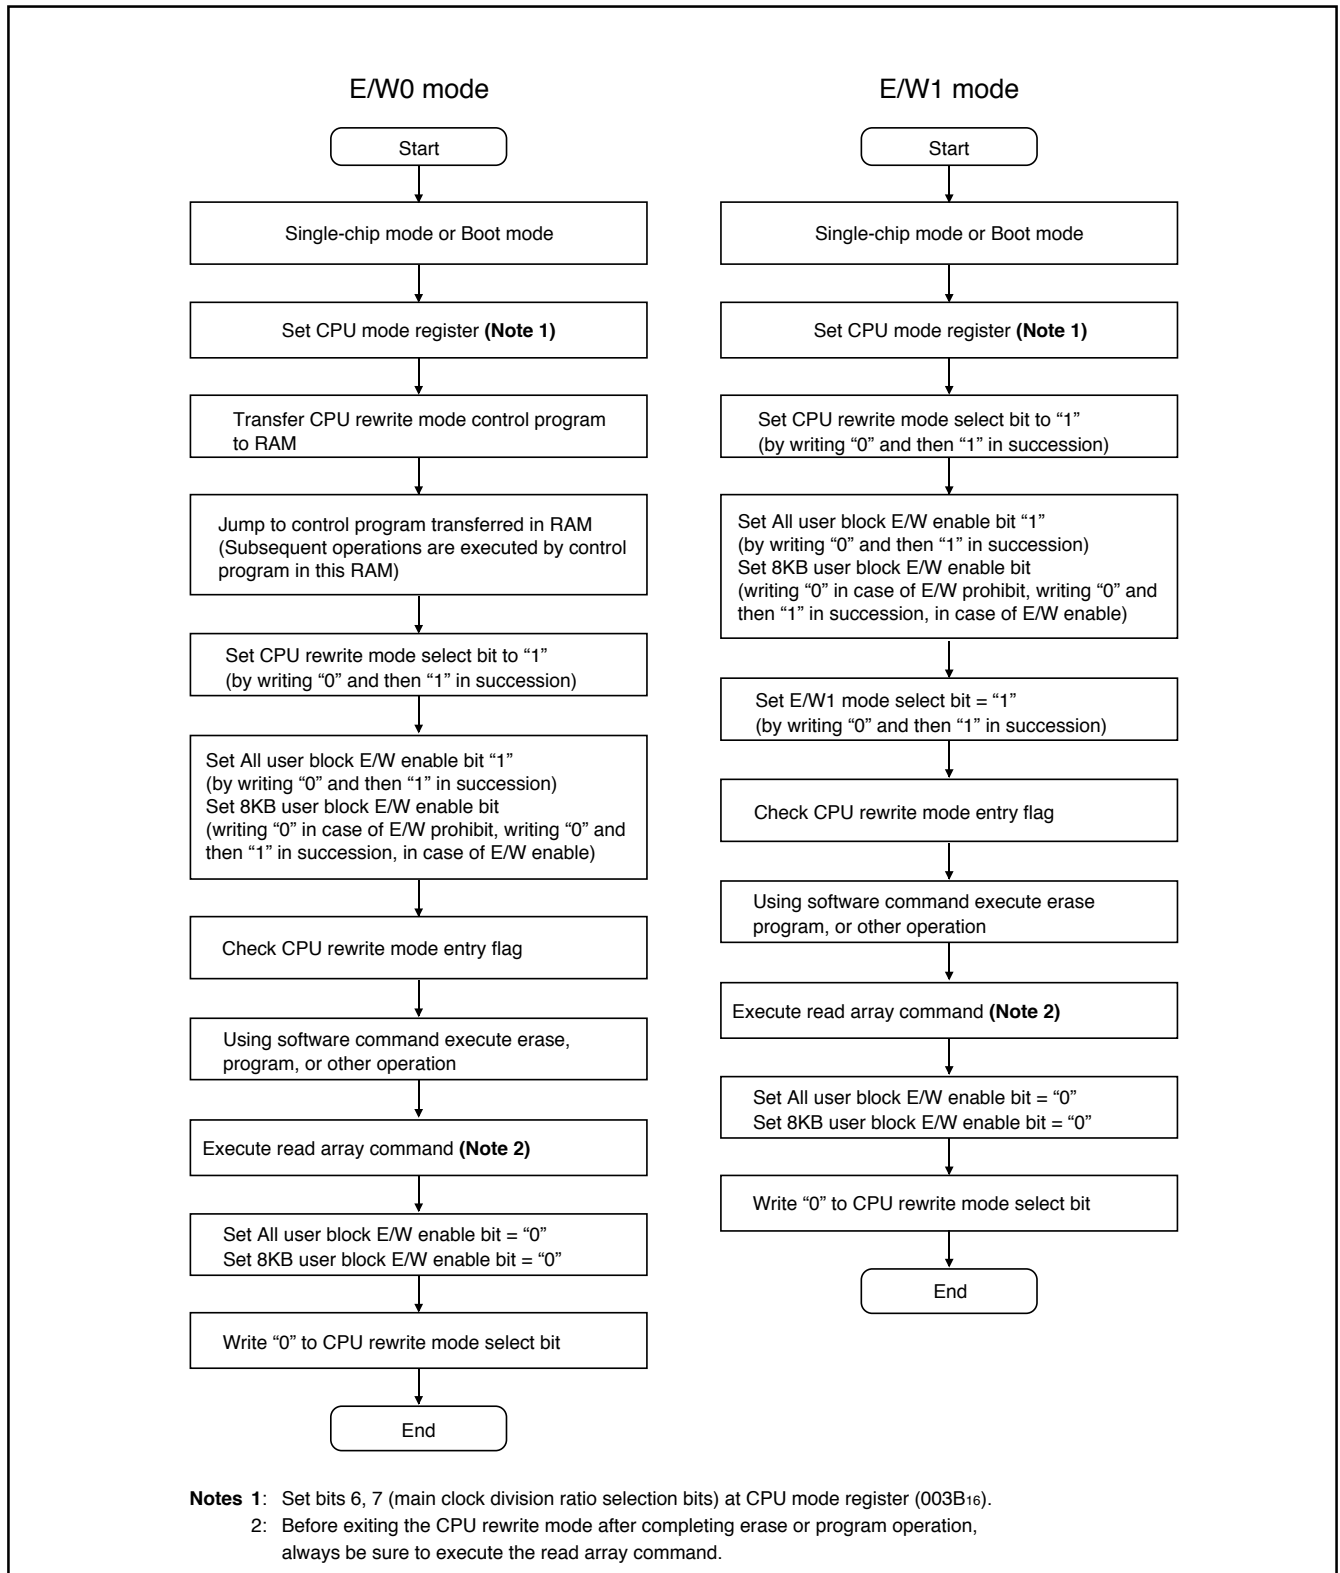 E/W0 mode
Start
Single-chip mode or Boot mode
Set CPU mode register (Note 1)
Transfer CPU rewrite mode control program
to RAM
Jump to control program transferred in RAM
(Subsequent operations are executed by control
program in this RAM)
Set CPU rewrite mode select bit to “1”
(by writing “0” and then “1” in succession)
Set All user block E/W enable bit “1”
(by writing “0” and then “1” in succession)
Set 8KB user block E/W enable bit
(writing “0” in case of E/W prohibit, writing “0” and
then “1” in succession, in case of E/W enable)
Check CPU rewrite mode entry flag
Using software command execute erase,
program, or other operation
Execute read array command (Note 2)
Set All user block E/W enable bit = “0”
Set 8KB user block E/W enable bit = “0”
Write “0” to CPU rewrite mode select bit
End
E/W1 mode
Start
Single-chip mode or Boot mode
Set CPU mode register (Note 1)
Set CPU rewrite mode select bit to “1”
(by writing “0” and then “1” in succession)
Set All user block E/W enable bit “1”
(by writing “0” and then “1” in succession)
Set 8KB user block E/W enable bit
(writing “0” in case of E/W prohibit, writing “0” and
then “1” in succession, in case of E/W enable)
Set E/W1 mode select bit = “1”
(by writing “0” and then “1” in succession)
Check CPU rewrite mode entry flag
Using software command execute erase
program, or other operation
Execute read array command (Note 2)
Set All user block E/W enable bit = “0”
Set 8KB user block E/W enable bit = “0”
Write “0” to CPU rewrite mode select bit
End
Notes 1: Set bits 6, 7 (main clock division ratio selection bits) at CPU mode register (003B16).
2: Before exiting the CPU rewrite mode after completing erase or program operation,
always be sure to execute the read array command.